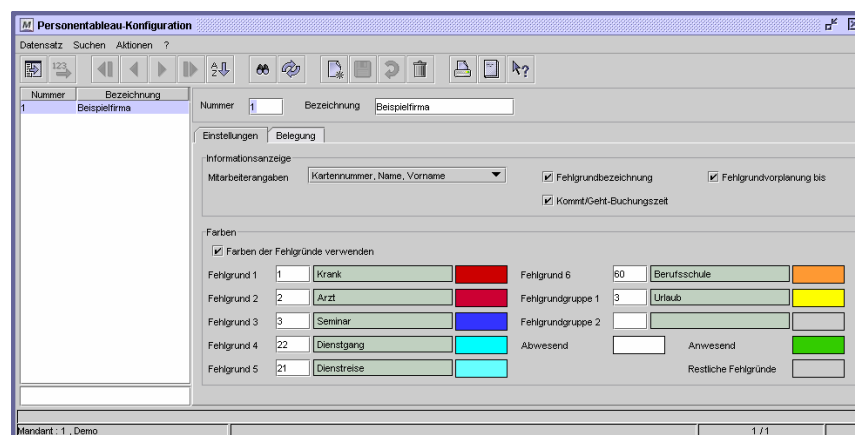 Personentableau-Konfiguration
Datensatz Suchen Aktionen ?
Nummer Bezeichnung
1 Beispielfirma
Nummer 1 Bezeichnung Beispielfirma
Einstellungen Belegung
Informationsanzeige
Mitarbeiterangaben Kartennummer, Name, Vorname Fehlgrundbezeichnung Fehlgrundvorplanung bis
Kommt/Geht-Buchungszeit
Farben
Farben der Fehlgründe verwenden
Fehlgrund 1 1 Krank Fehlgrund 6 60 Berufsschule
Fehlgrund 2 2 Arzt Fehlgrundgruppe 1 3 Urlaub
Fehlgrund 3 3 Seminar Fehlgrundgruppe 2
Fehlgrund 4 22 Dienstgang Abwesend Anwesend
Fehlgrund 5 21 Dienstreise Restliche Fehlgründe
Mandant : 1 , Demo 1 / 1